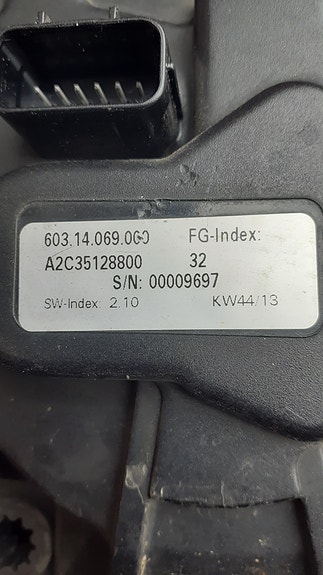 603.14.069.000 FG-Index:
A2C35128800 32
S/N: 00009697
SW-Index: 2.10 KW44/13